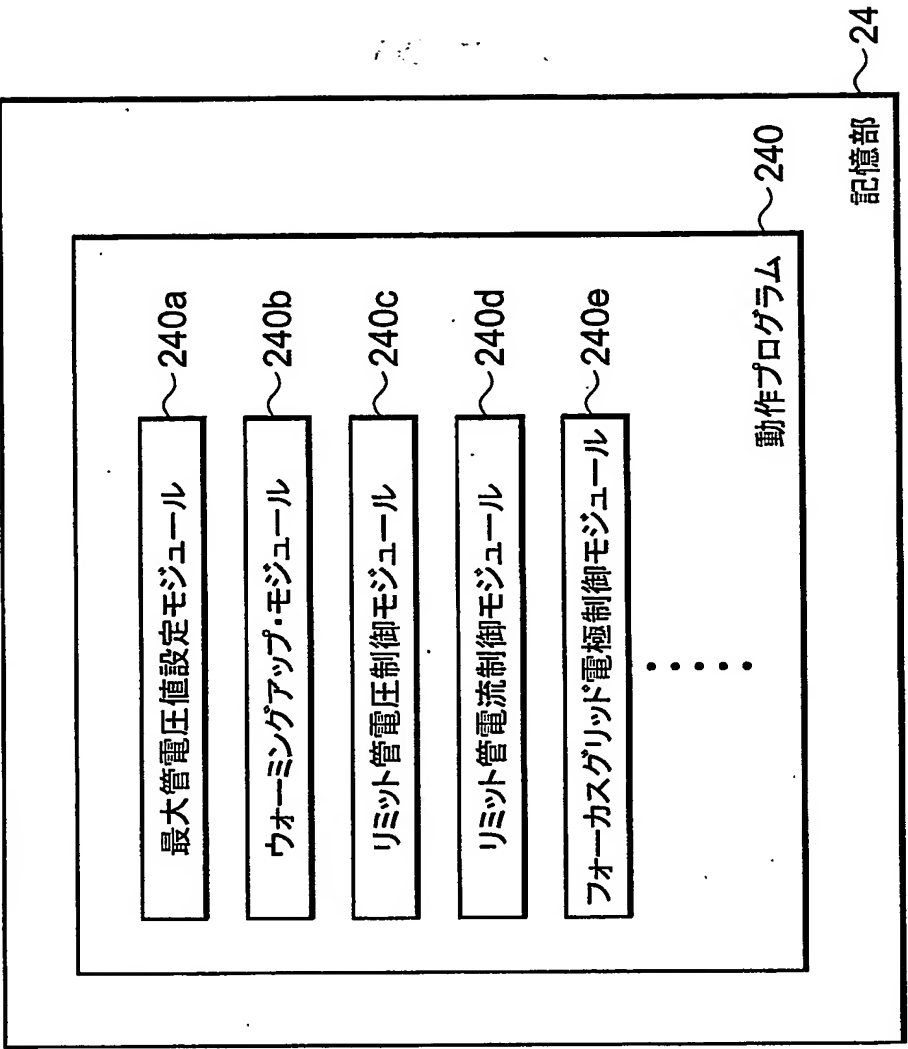 最大管電圧値設定モジュール 240a
ウォーミングアップ・モジュール 240b
リミット管電圧制御モジュール 240c
リミット管電流制御モジュール 240d
フォーカスグリッド電極制御モジュール 240e
動作プログラム 240
記憶部 24